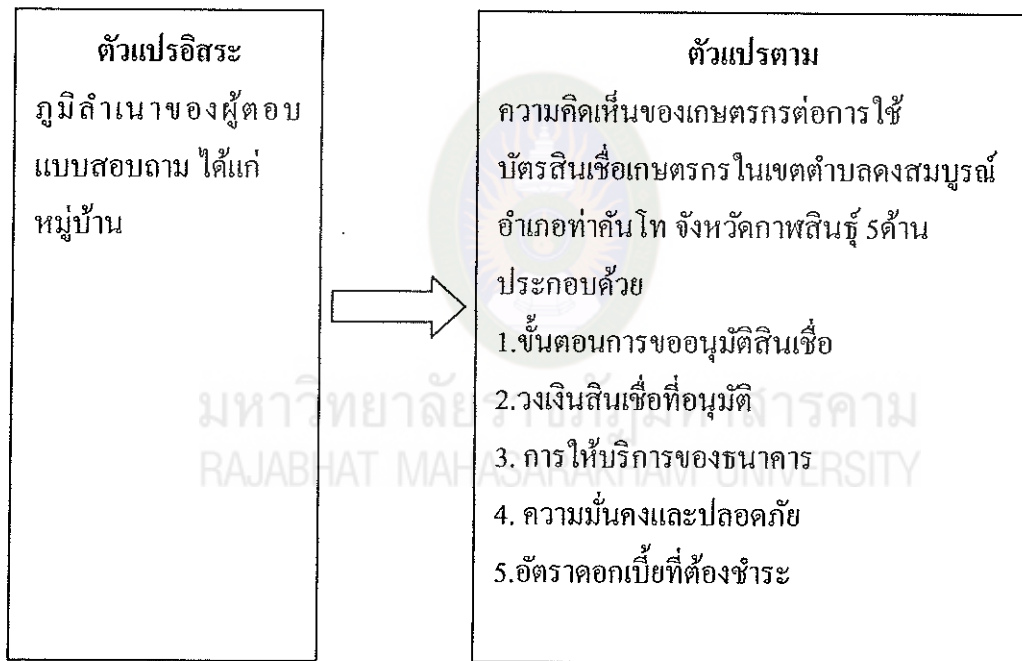 ตัวแปรอิสระ
ภูมิลำเนาของผู้ตอบ
แบบสอบถาม ได้แก่
หมู่บ้าน
ตัวแปรตาม
ความคิดเห็นของเกษตรกรต่อการใช้
บัตรสินเชื่อเกษตรกรในเขตตำบลดงสมบูรณ์
อำเภอท่าคันโท จังหวัดกาฬสินธุ์ 5ด้าน
ประกอบด้วย
1.ขั้นตอนการขออนุมัติสินเชื่อ
2.วงเงินสินเชื่อที่อนุมัติ
3. การให้บริการของธนาคาร
4. ความมั่นคงและปลอดภัย
5.อัตราดอกเบี้ยที่ต้องชำระ
มหาวิทยาลัยราชภัฏมหาสารคาม
RAJABHAT MAHASARAKHAM UNIVERSITY